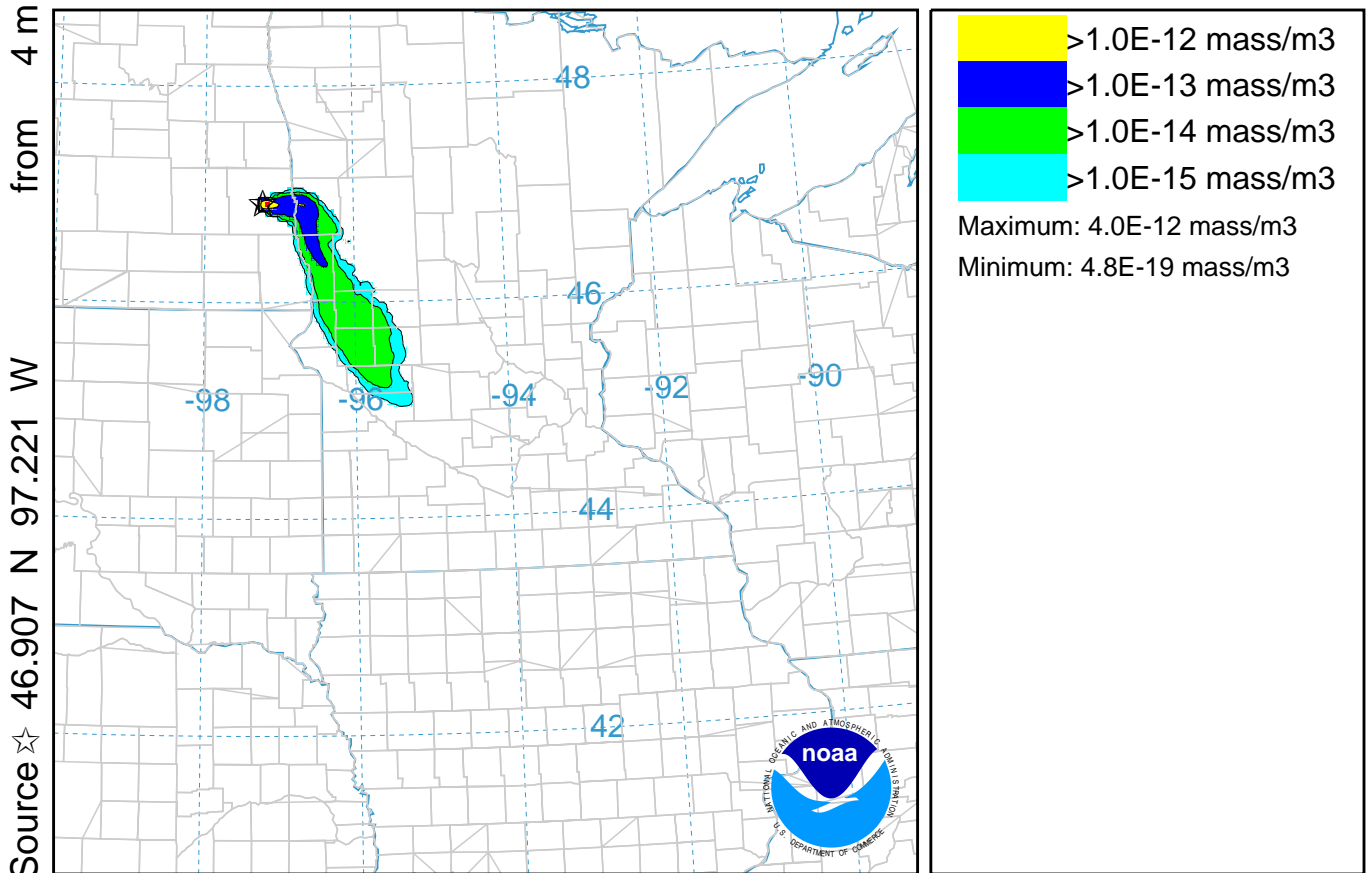 Source ☆ 46.907 N 97.221 W from 4 m
48
46
-98
-96
-94
-92
-90
44
42
NATIONAL OCEANIC AND ATMOSPHERIC ADMINISTRATION
noaa
U.S. DEPARTMENT OF COMMERCE
>1.0E-12 mass/m3
>1.0E-13 mass/m3
>1.0E-14 mass/m3
>1.0E-15 mass/m3
Maximum: 4.0E-12 mass/m3
Minimum: 4.8E-19 mass/m3